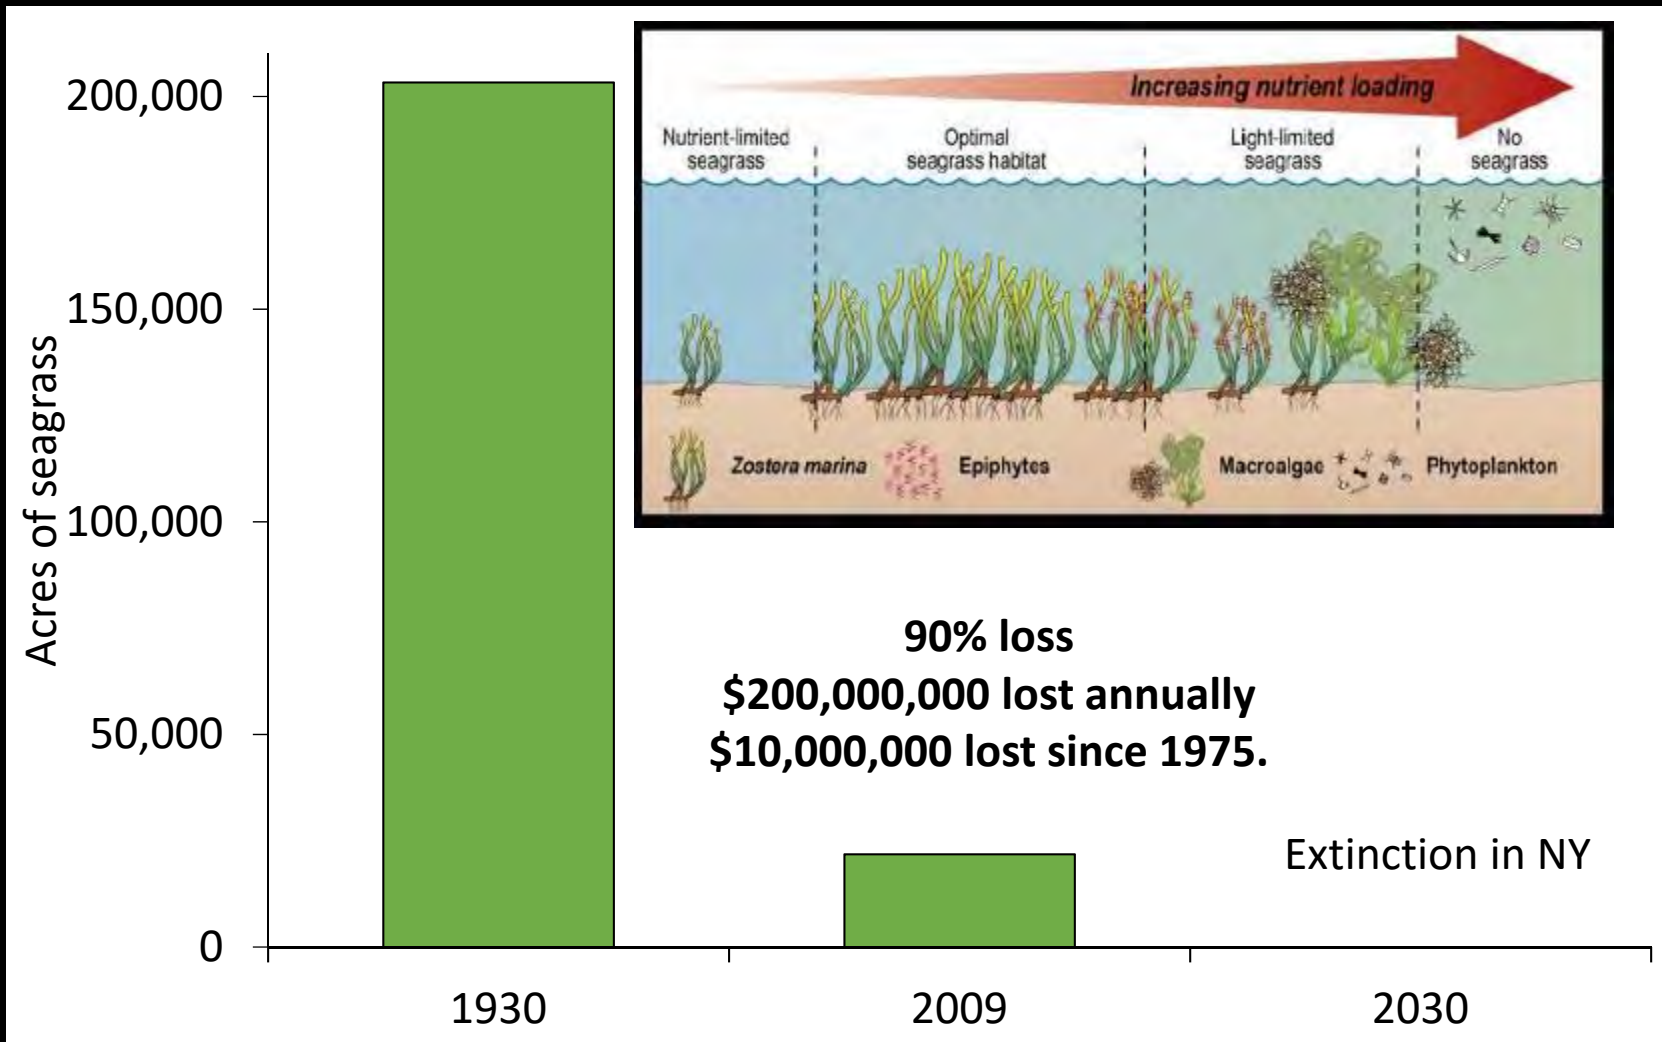 Acres of seagrass
200,000
150,000
100,000
50,000
0
1930
2009
2030
Increasing nutrient loading
Nutrient-limited
seagrass
Optimal
seagrass habitat
Light-limited
seagrass
No
seagrass
Zostera marina
Epiphytes
Macroalgae
Phytoplankton
90% loss
$200,000,000 lost annually
$10,000,000 lost since 1975.
Extinction in NY